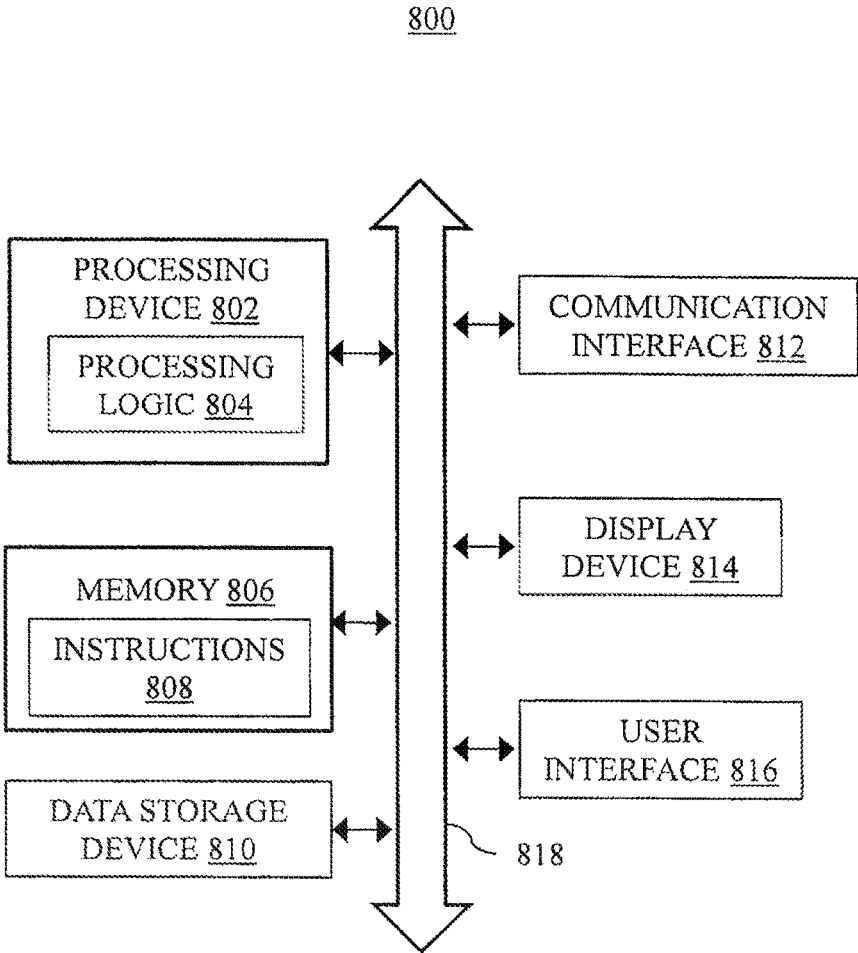 800
PROCESSING
DEVICE 802
PROCESSING
LOGIC 804
MEMORY 806
INSTRUCTIONS
808
DATA STORAGE
DEVICE 810
COMMUNICATION
INTERFACE 812
DISPLAY
DEVICE 814
USER
INTERFACE 816
818